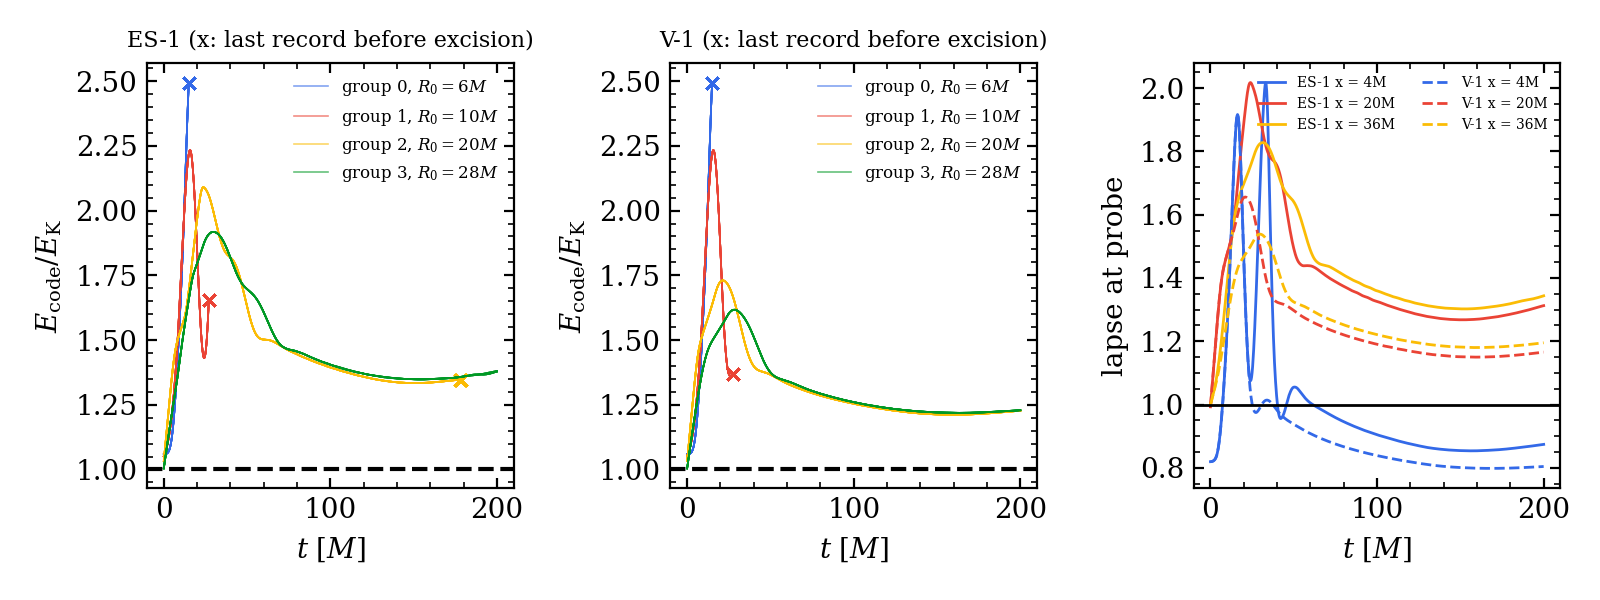 ES-1 (x: last record before excision)
E_code/E_K
2.50
2.25
2.00
1.75
1.50
1.25
1.00
group 0, R_0 = 6M
group 1, R_0 = 10M
group 2, R_0 = 20M
group 3, R_0 = 28M
0 100 200
t [M]
V-1 (x: last record before excision)
E_code/E_K
2.50
2.25
2.00
1.75
1.50
1.25
1.00
group 0, R_0 = 6M
group 1, R_0 = 10M
group 2, R_0 = 20M
group 3, R_0 = 28M
0 100 200
t [M]
lapse at probe
2.0
1.8
1.6
1.4
1.2
1.0
0.8
ES-1 x = 4M V-1 x = 4M
ES-1 x = 20M V-1 x = 20M
ES-1 x = 36M V-1 x = 36M
0 100 200
t [M]